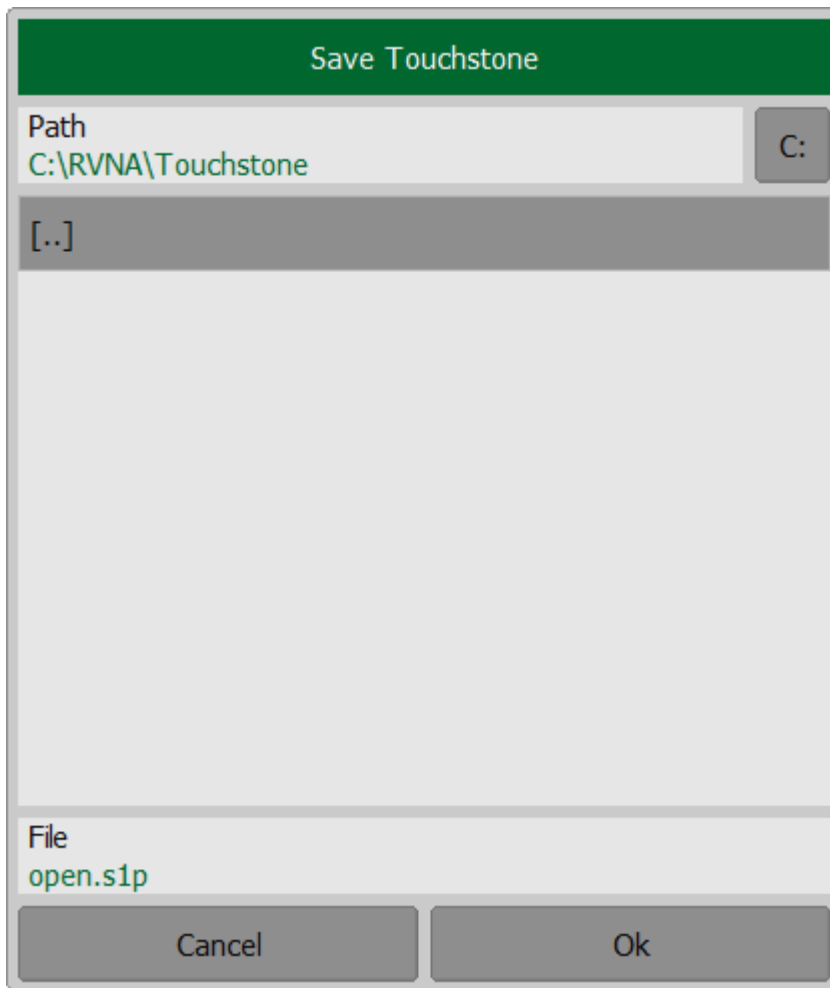 Save Touchstone
Path
C:\RVNA\Touchstone
C:
[..]
File
open.s1p
Cancel
Ok